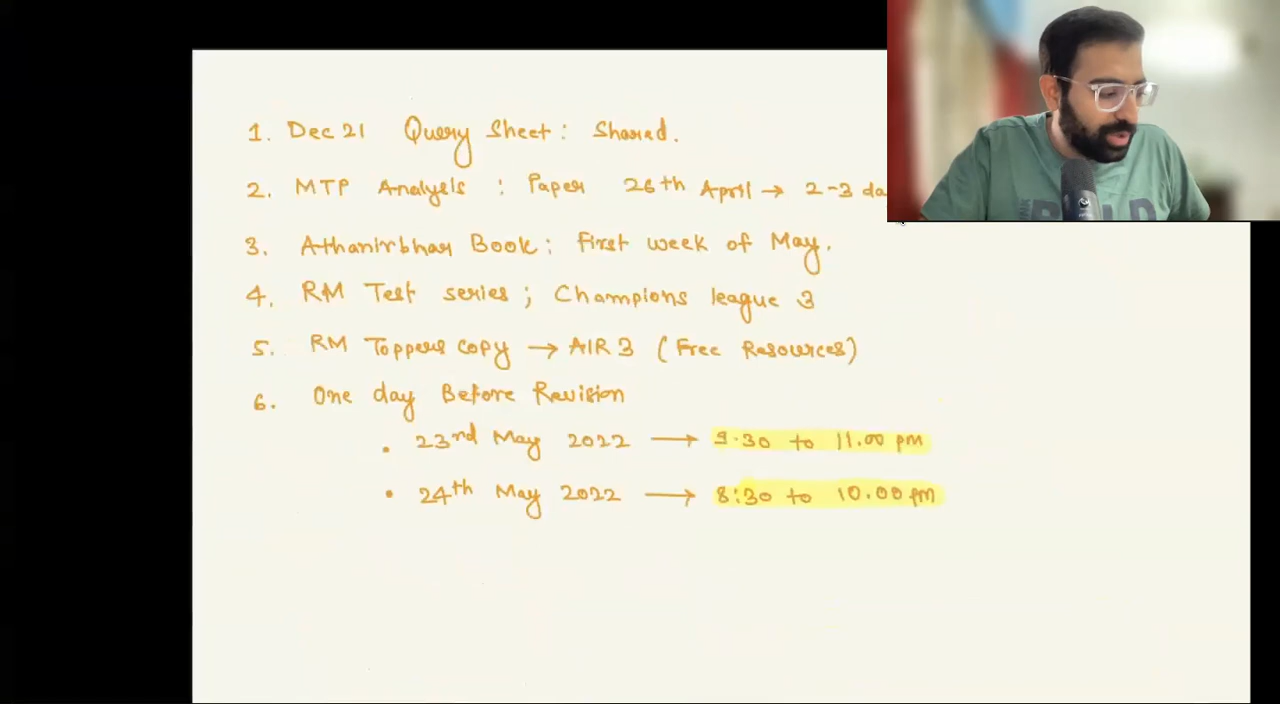 1. Dec 21 Query Sheet : Shared.
2. MTP Analysis : Paper 26th April → 2-3 da
3. Athanirbhar Book : First week of May.
4. RM Test series ; Champions league 3
5. RM Toppers copy → AIR 3 (Free Resources)
6. One day Before Revision
• 23rd May 2022 → 9.30 to 11.00 pm
• 24th May 2022 → 8:30 to 10.00 pm